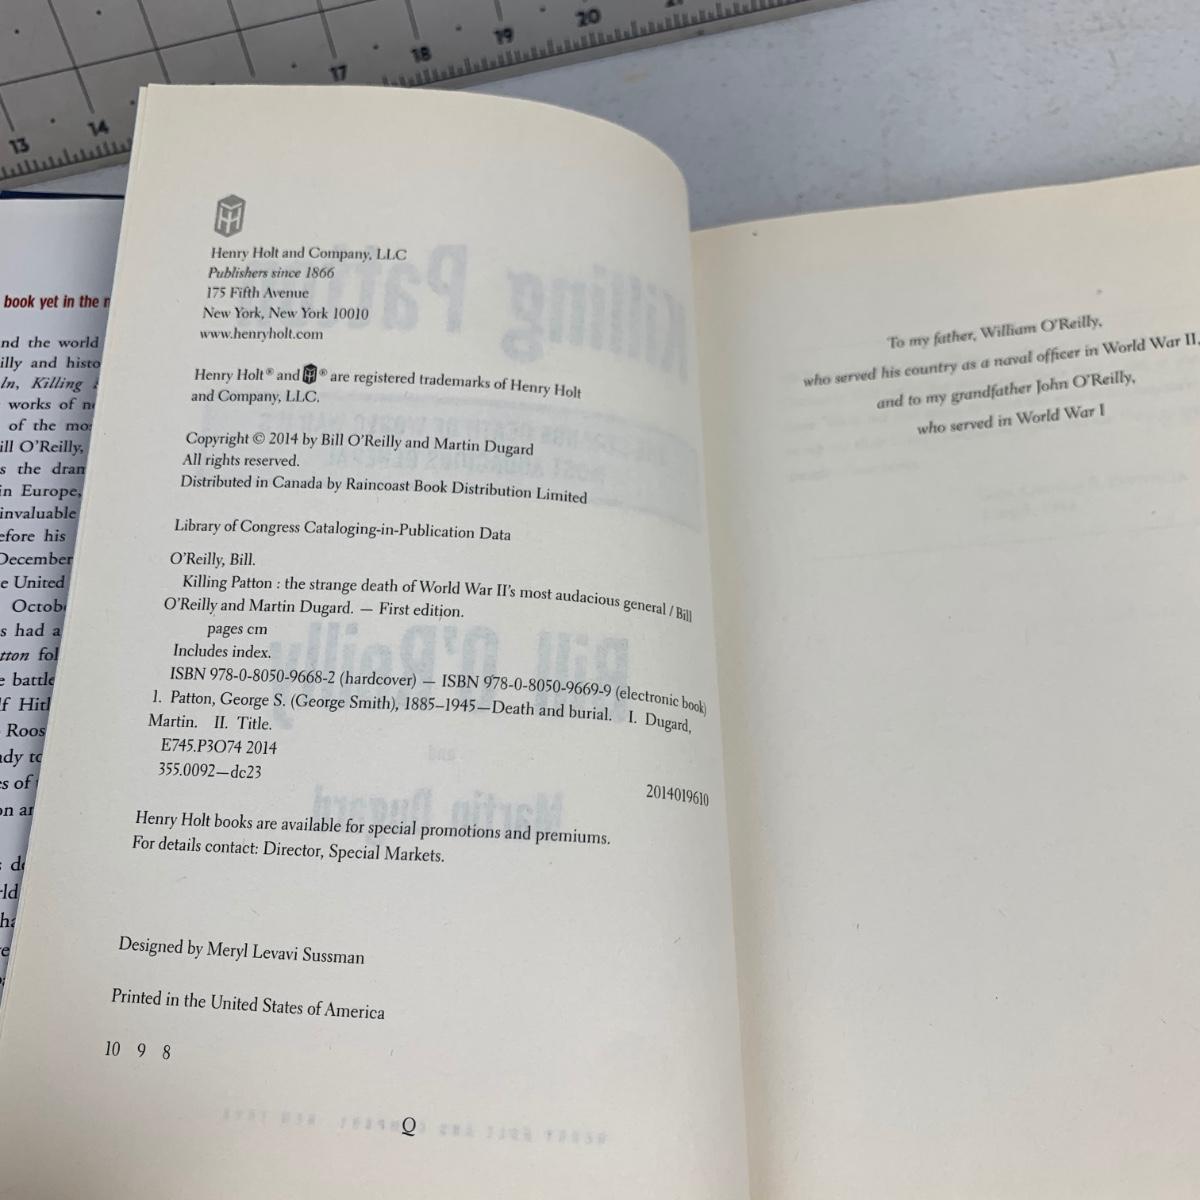 13
14
17
18
19
20
book yet in the
nd the world
illy and histo
ln, Killing
works of n
of the mo
ill O'Reilly,
s the dran
in Europe,
invaluable
efore his
December
e United
Octob
s had a
tton fol
e battle
f Hitl
Roos
dy to
s of
on ar
Henry Holt and Company, LLC
Publishers since 1866
175 Fifth Avenue
New York, New York 10010
www.henryholt.com
Henry Holt® and ® are registered trademarks of Henry Holt
and Company, LLC.
Copyright © 2014 by Bill O'Reilly and Martin Dugard
All rights reserved.
Distributed in Canada by Raincoast Book Distribution Limited
Library of Congress Cataloging-in-Publication Data
O'Reilly, Bill.
Killing Patton : the strange death of World War II's most audacious general / Bill
O'Reilly and Martin Dugard. — First edition.
pages cm
Includes index.
ISBN 978-0-8050-9668-2 (hardcover) — ISBN 978-0-8050-9669-9 (electronic book)
1. Patton, George S. (George Smith), 1885–1945—Death and burial. I. Dugard,
Martin. II. Title.
E745.P3O74 2014
355.0092—dc23
2014019610
Henry Holt books are available for special promotions and premiums.
For details contact: Director, Special Markets.
Designed by Meryl Levavi Sussman
Printed in the United States of America
10 9 8
Q
To my father, William O'Reilly,
who served his country as a naval officer in World War II,
and to my grandfather John O'Reilly,
who served in World War I